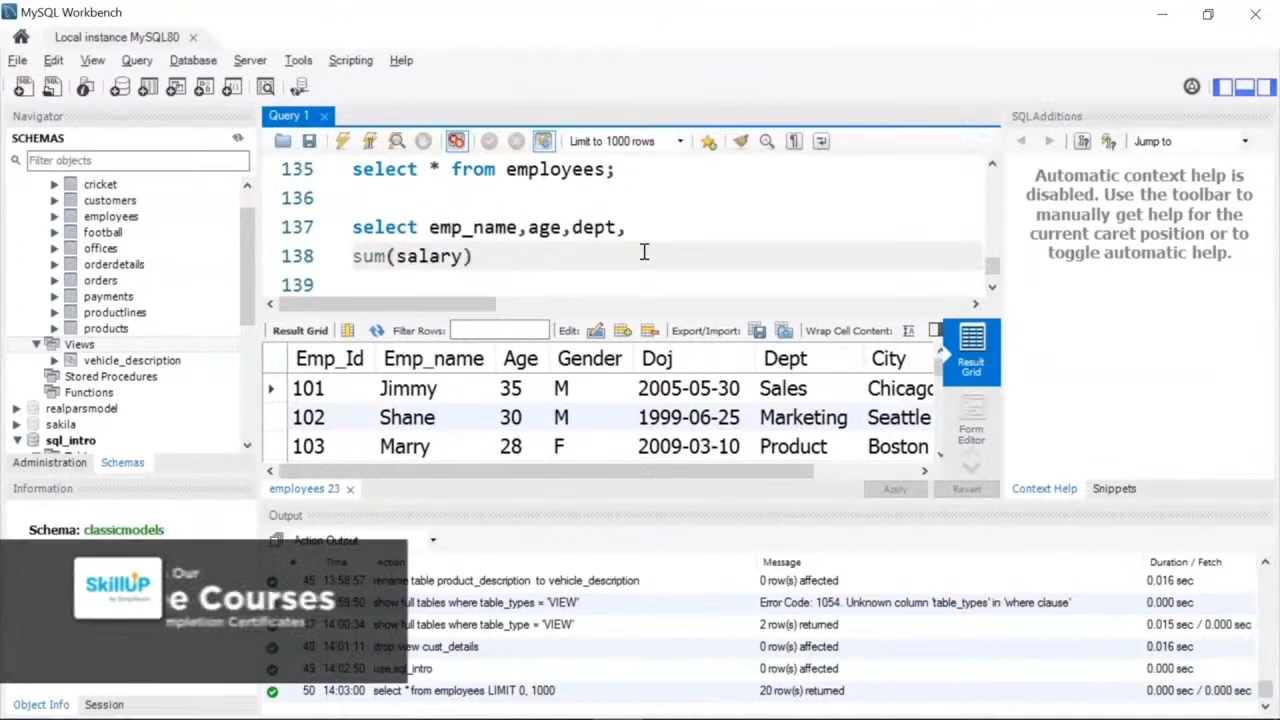 MySQL Workbench
Local instance MySQL80
File Edit View Query Database Server Tools Scripting Help
Navigator
SCHEMAS
Filter objects
cricket
customers
employees
football
offices
orderdetails
orders
payments
productlines
products
Views
vehicle_description
Stored Procedures
Functions
realparsmodel
sakila
sql_intro
Administration Schemas
Information
Schema: classicmodels
Object Info Session
Query 1
Limit to 1000 rows
135 select * from employees;
136
137 select emp_name,age,dept,
138 sum(salary)
139
Result Grid Filter Rows: Edit: Export/Import: Wrap Cell Content:
Emp_Id Emp_name Age Gender Doj Dept City
101 Jimmy 35 M 2005-05-30 Sales Chicago
102 Shane 30 M 1999-06-25 Marketing Seattle
103 Marry 28 F 2009-03-10 Product Boston
Result Grid
Form Editor
employees 23
Apply Revert
Output
Action Output
# Time Action Message Duration / Fetch
45 13:58:57 rename table product_description to vehicle_description 0 row(s) affected 0.016 sec
show full tables where table_types = 'VIEW' Error Code: 1054. Unknown column 'table_types' in 'where clause' 0.000 sec
47 14:00:34 show full tables where table_type = 'VIEW' 2 row(s) returned 0.015 sec / 0.000 sec
48 14:01:11 drop view cust_details 0 row(s) affected 0.016 sec
49 14:02:50 use sql_intro 0 row(s) affected 0.000 sec
50 14:03:00 select * from employees LIMIT 0, 1000 20 row(s) returned 0.000 sec / 0.000 sec
SQLAdditions
Jump to
Automatic context help is
disabled. Use the toolbar to
manually get help for the
current caret position or to
toggle automatic help.
Context Help Snippets
SkillUP
by Simplilearn
Our
e Courses
mpletion Certificates